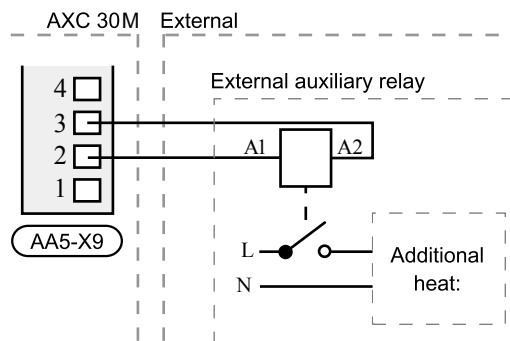 AXC 30M External
External auxiliary relay
4
3
A1 A2
2
1
AA5-X9
L
Additional
heat:
N